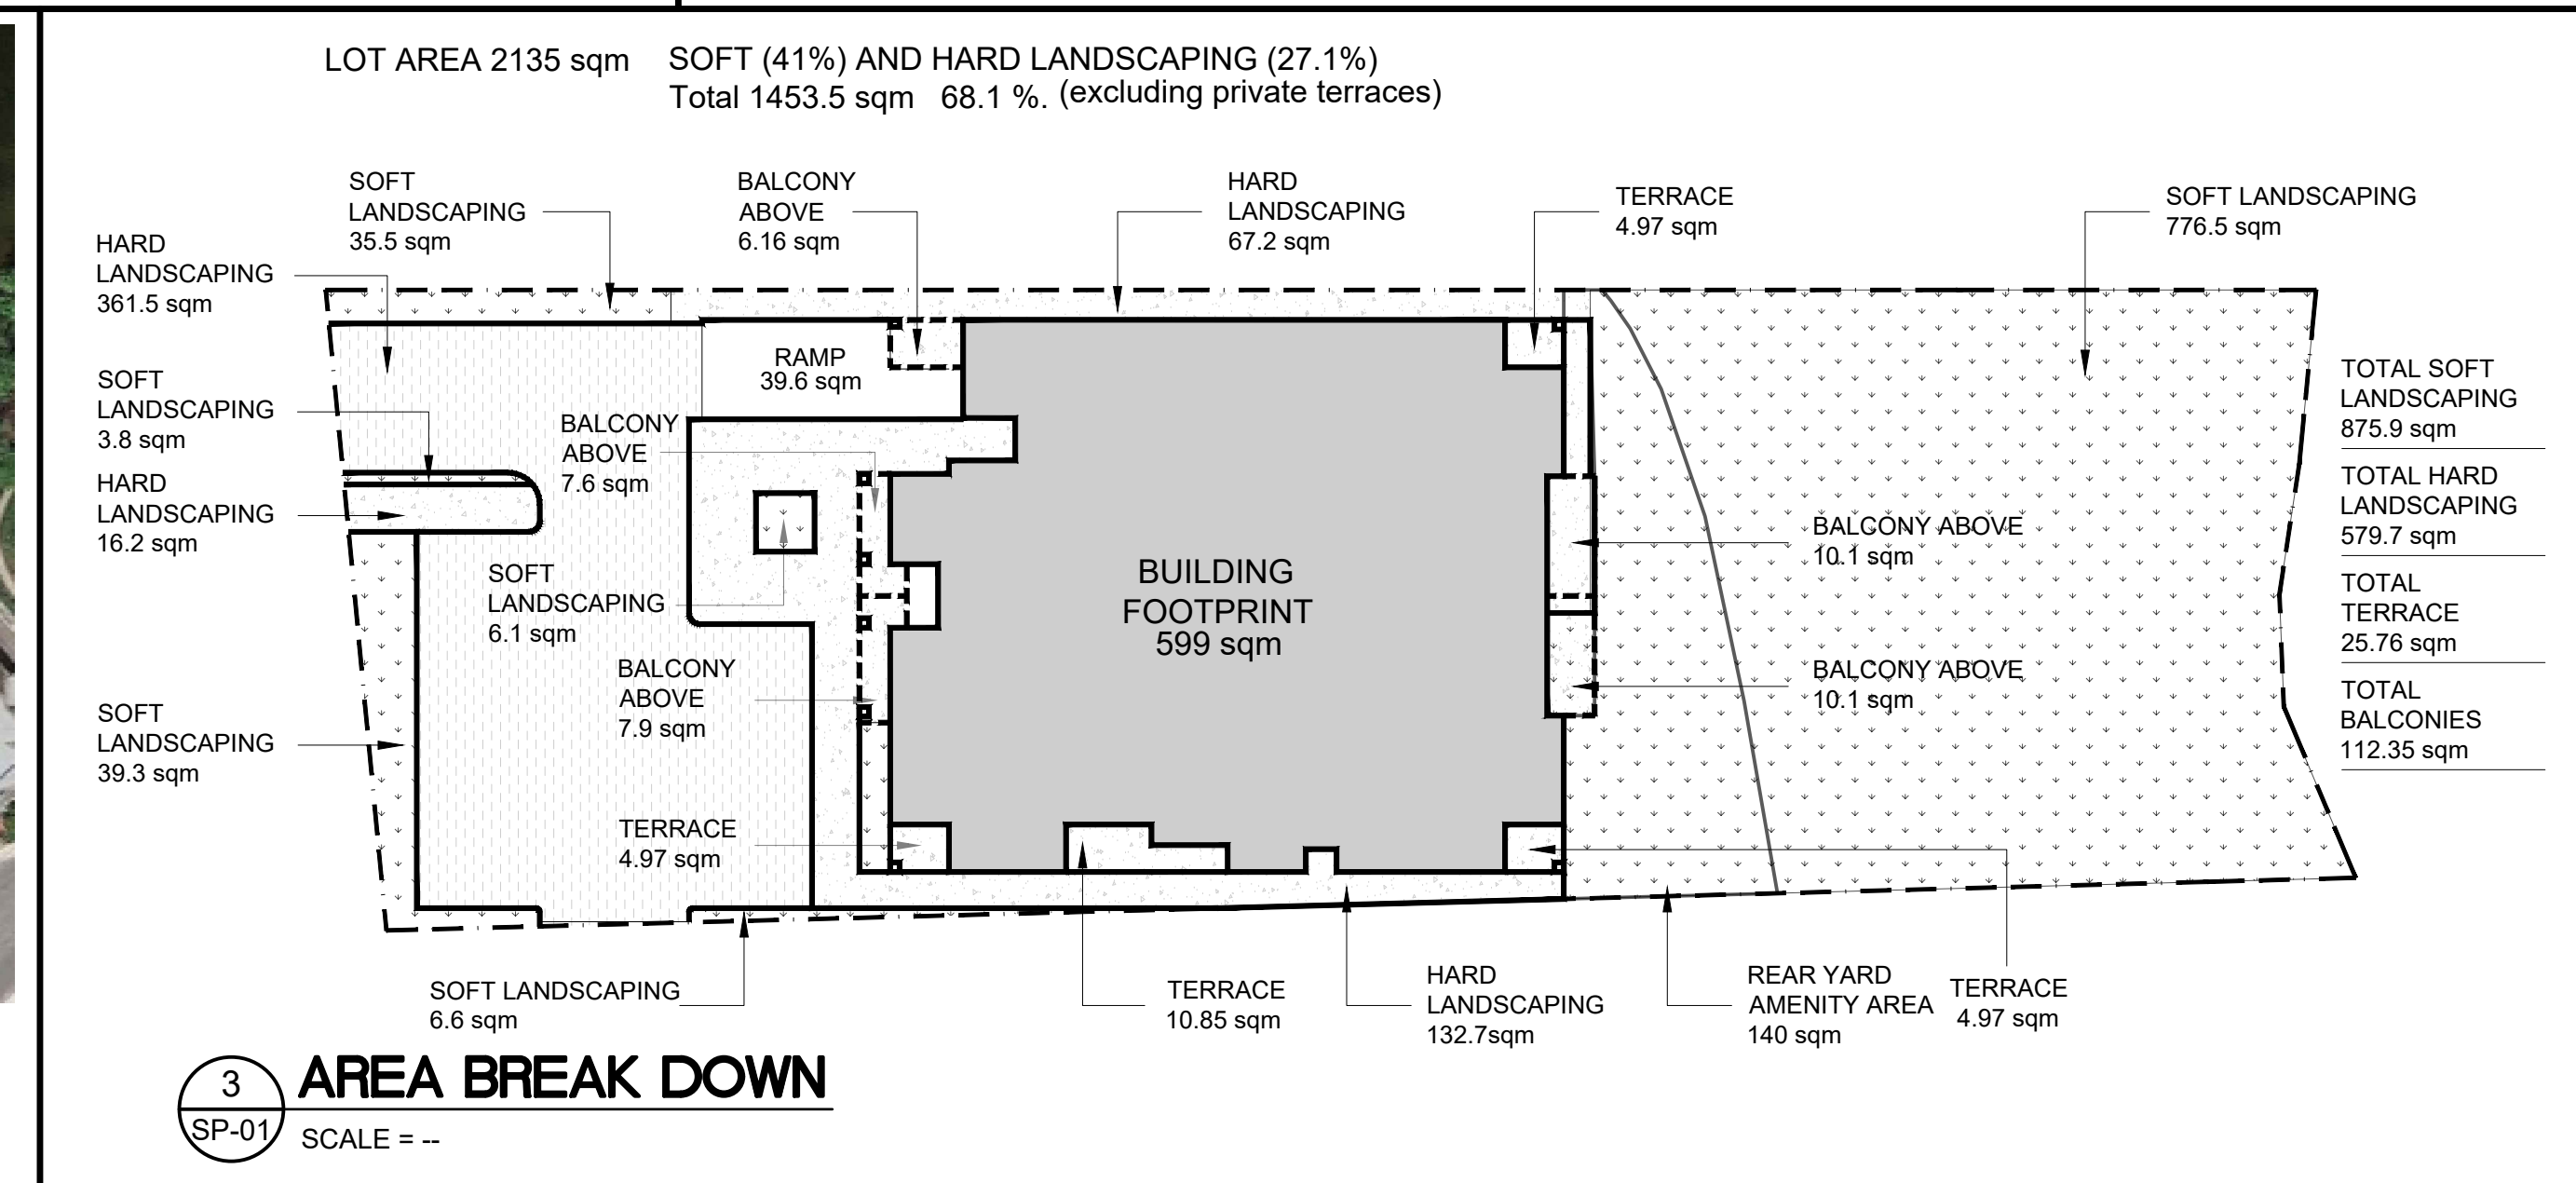 LOT AREA 2135 sqm
SOFT (41%) AND HARD LANDSCAPING (27.1%)
Total 1453.5 sqm 68.1 %. (excluding private terraces)
HARD
LANDSCAPING
361.5 sqm
SOFT
LANDSCAPING
35.5 sqm
BALCONY
ABOVE
6.16 sqm
HARD
LANDSCAPING
67.2 sqm
TERRACE
4.97 sqm
SOFT LANDSCAPING
776.5 sqm
SOFT
LANDSCAPING
3.8 sqm
HARD
LANDSCAPING
16.2 sqm
SOFT
LANDSCAPING
39.3 sqm
RAMP
39.6 sqm
BALCONY
ABOVE
7.6 sqm
SOFT
LANDSCAPING
6.1 sqm
BALCONY
ABOVE
7.9 sqm
TERRACE
4.97 sqm
BUILDING
FOOTPRINT
599 sqm
BALCONY ABOVE
10.1 sqm
BALCONY ABOVE
10.1 sqm
TOTAL SOFT
LANDSCAPING
875.9 sqm
TOTAL HARD
LANDSCAPING
579.7 sqm
TOTAL
TERRACE
25.76 sqm
TOTAL
BALCONIES
112.35 sqm
SOFT LANDSCAPING
6.6 sqm
TERRACE
10.85 sqm
HARD
LANDSCAPING
132.7sqm
REAR YARD
AMENITY AREA
140 sqm
TERRACE
4.97 sqm
3
SP-01
AREA BREAK DOWN
SCALE = --